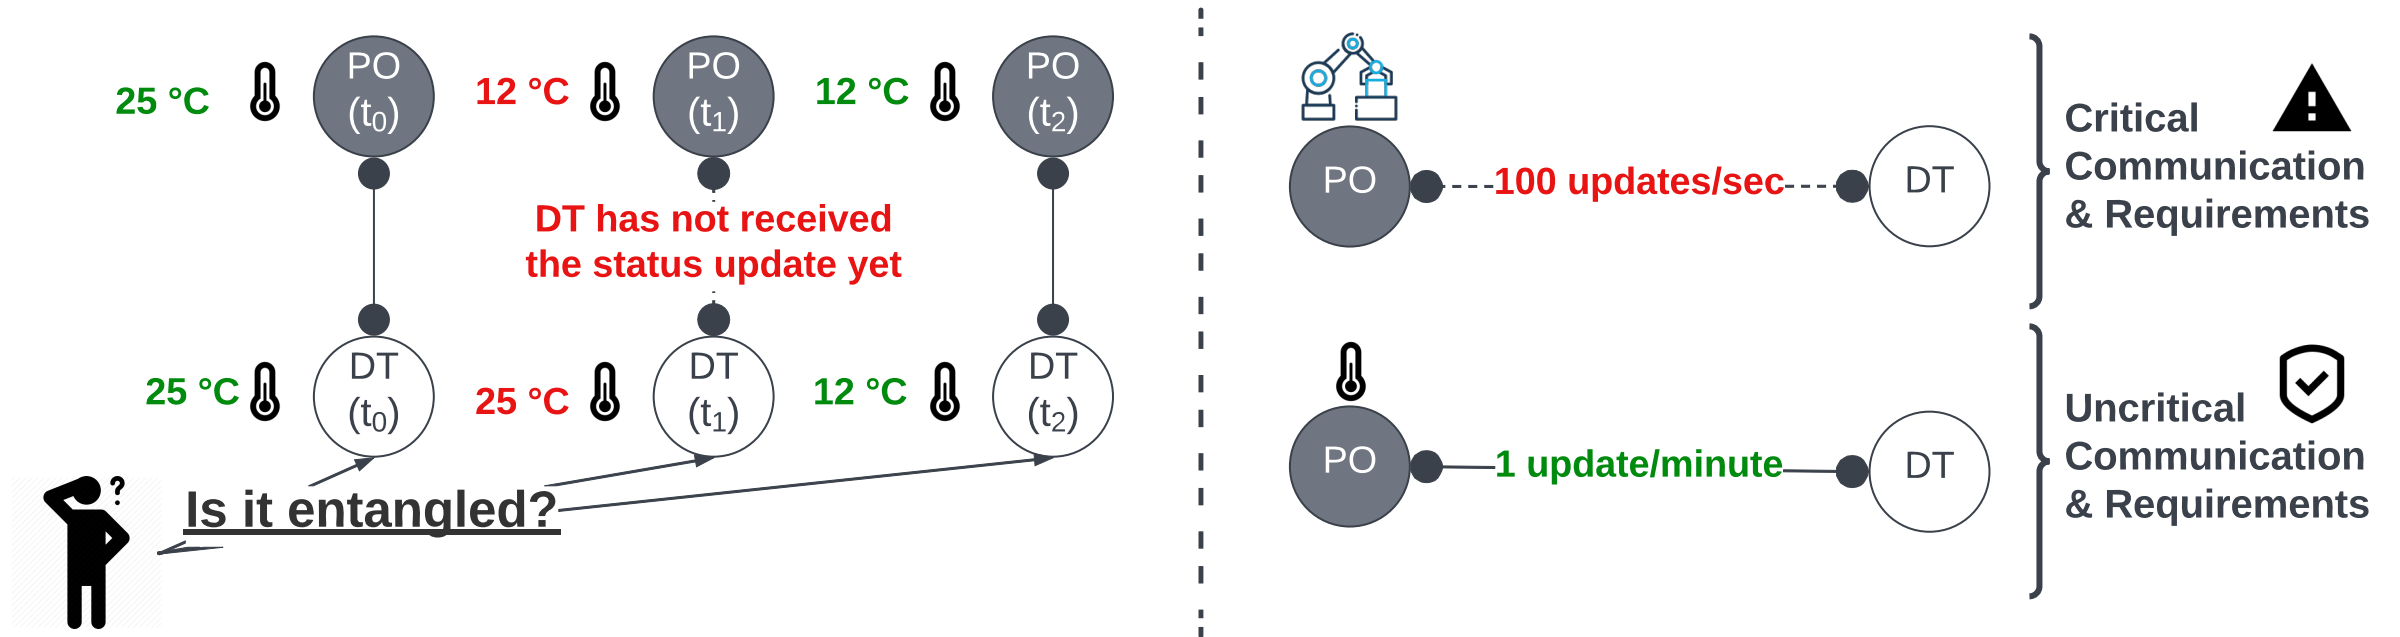 25 °C
PO
(t0)
12 °C
PO
(t1)
12 °C
PO
(t2)
DT has not received
the status update yet
25 °C
DT
(t0)
25 °C
DT
(t1)
12 °C
DT
(t2)
?
Is it entangled?
PO
100 updates/sec
DT
Critical
Communication
& Requirements
PO
1 update/minute
DT
Uncritical
Communication
& Requirements